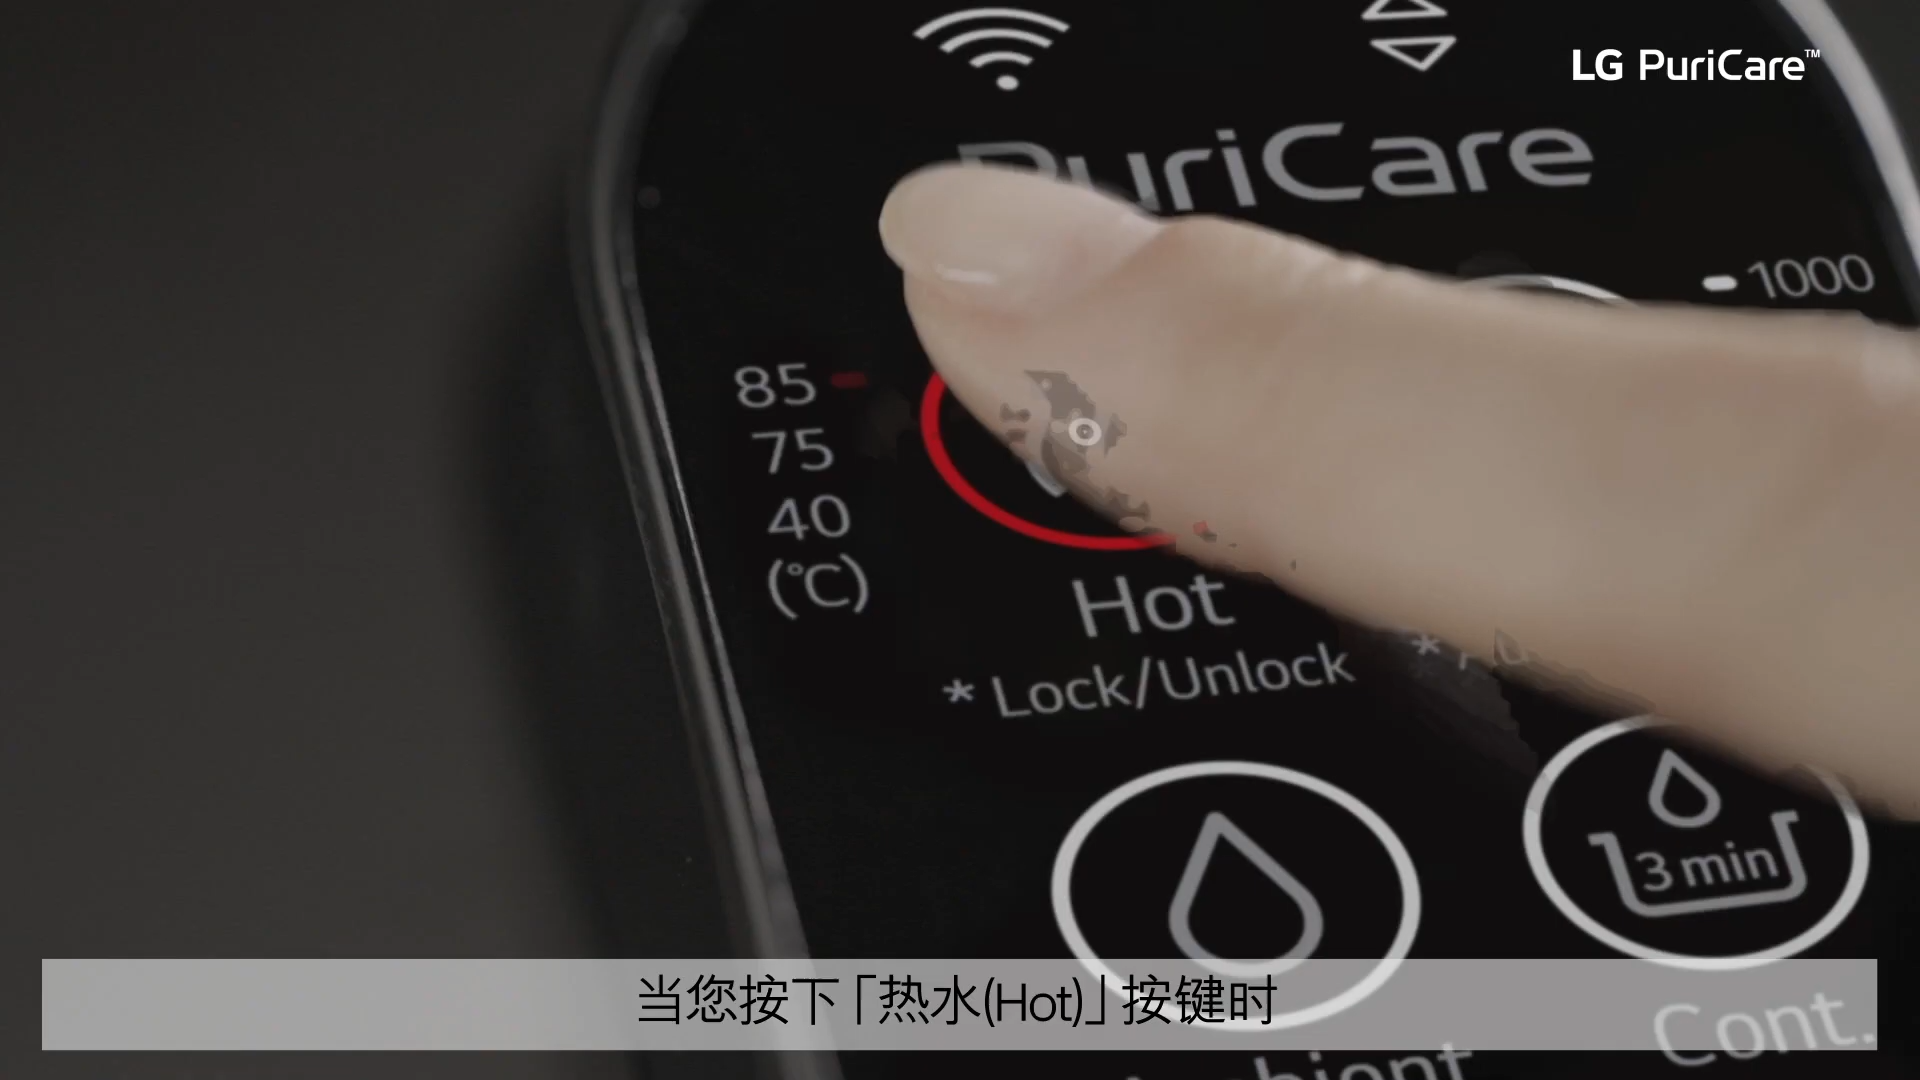 LG PuriCare™
PuriCare
1000
85
75
40
(℃)
Hot
* Lock/Unlock
3 min
当您按下「热水(Hot)」按键时
Cont.